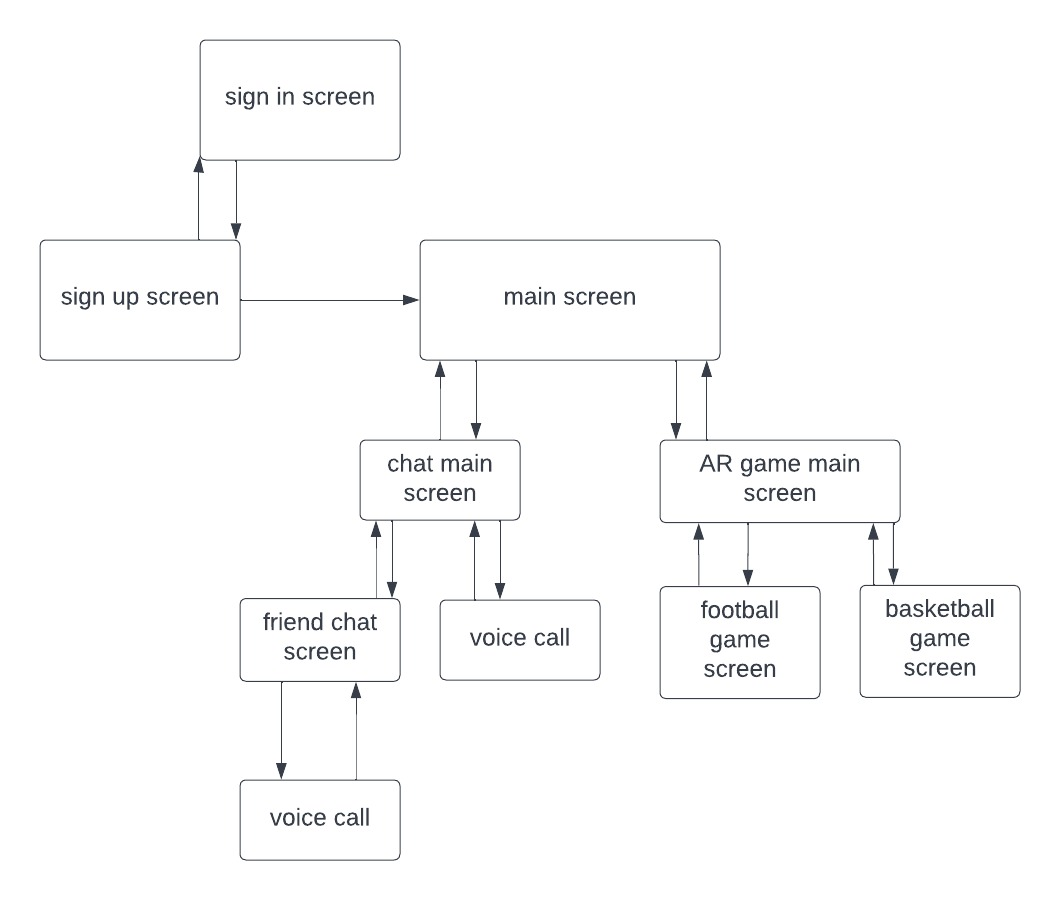 sign in screen
sign up screen
main screen
chat main
screen
AR game main
screen
friend chat
screen
voice call
football
game
screen
basketball
game
screen
voice call